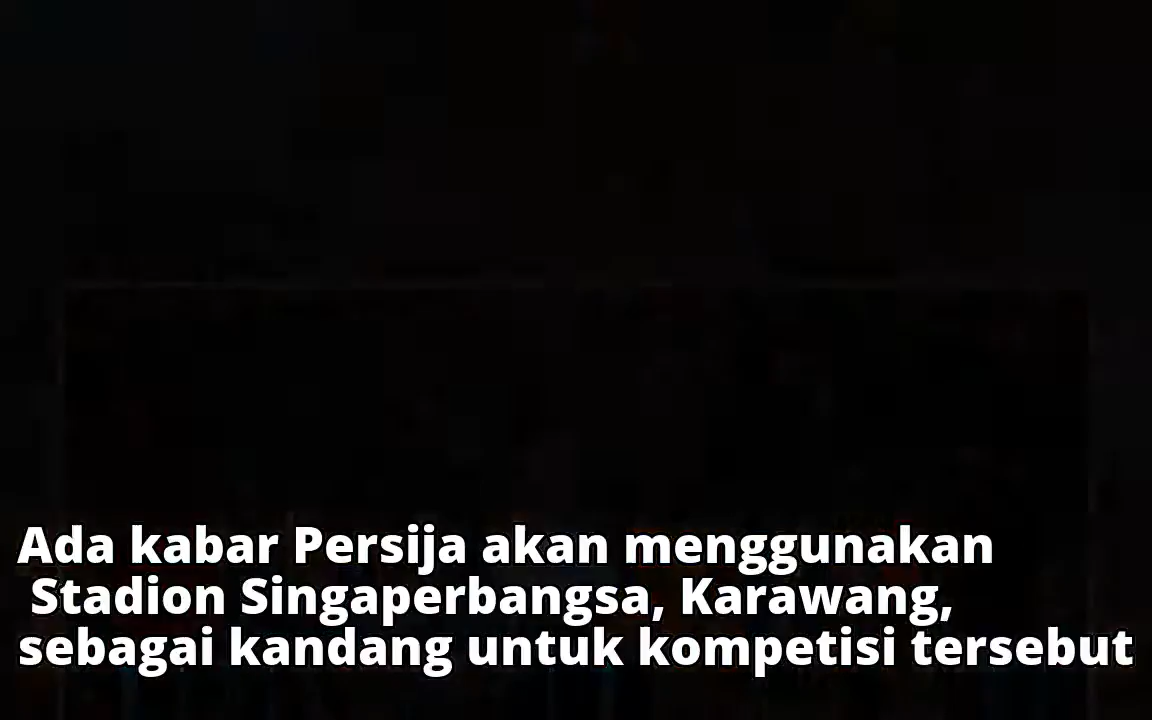 Ada kabar Persija akan menggunakan
Stadion Singaperbangsa, Karawang,
sebagai kandang untuk kompetisi tersebut